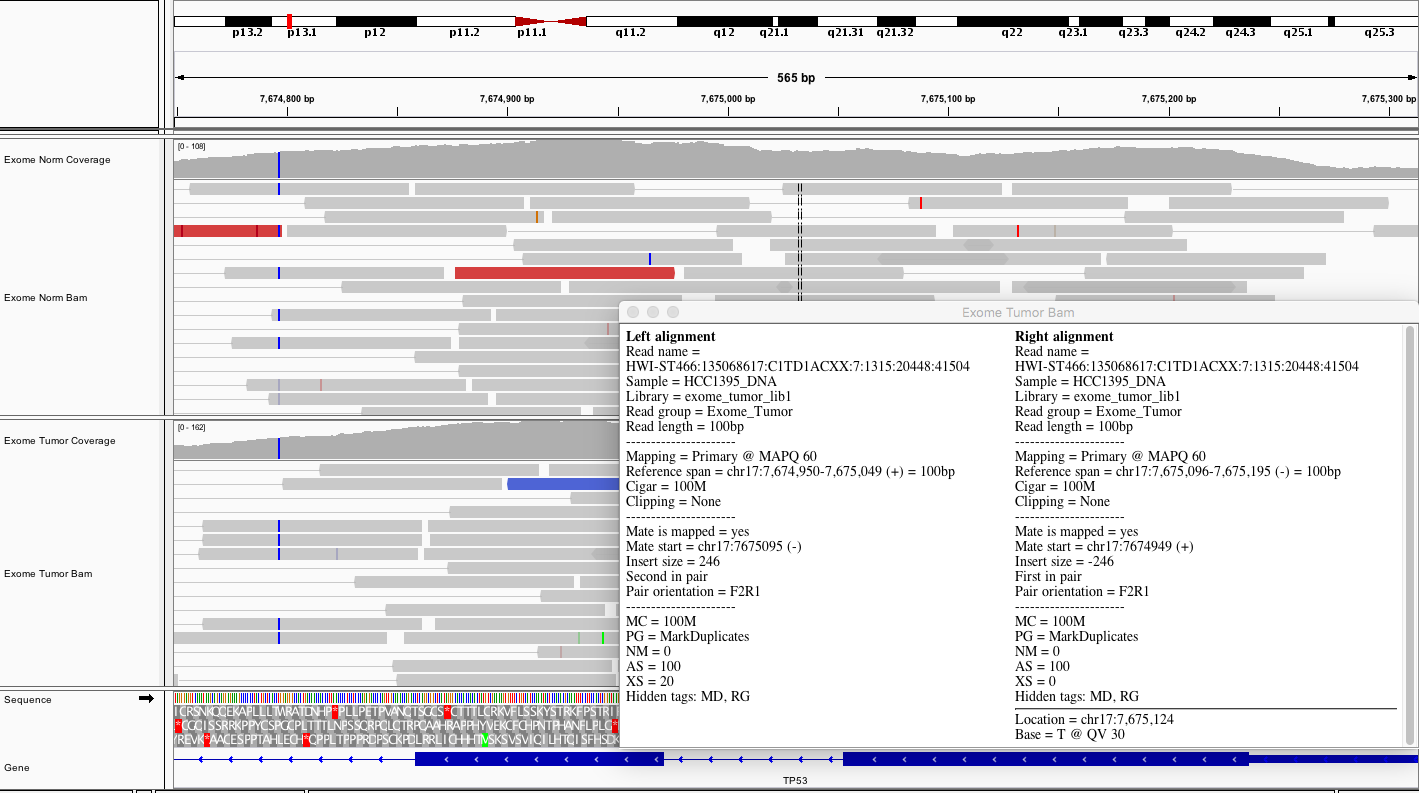 p13.2 p13.1 p12 p11.2 p11.1 q11.2 q12 q21.1 q21.31 q21.32 q22 q23.1 q23.3 q24.2 q24.3 q25.1 q25.3
565 bp
7,674,800 bp 7,674,900 bp 7,675,000 bp 7,675,100 bp 7,675,200 bp 7,675,300 bp
Exome Norm Coverage
[0 - 108]
Exome Norm Bam
Exome Tumor Coverage
[0 - 162]
Exome Tumor Bam
Exome Tumor Bam
Left alignment
Read name =
HWI-ST466:135068617:C1TD1ACXX:7:1315:20448:41504
Sample = HCC1395_DNA
Library = exome_tumor_lib1
Read group = Exome_Tumor
Read length = 100bp
----------------------
Mapping = Primary @ MAPQ 60
Reference span = chr17:7,674,950-7,675,049 (+) = 100bp
Cigar = 100M
Clipping = None
----------------------
Mate is mapped = yes
Mate start = chr17:7675095 (-)
Insert size = 246
Second in pair
Pair orientation = F2R1
----------------------
MC = 100M
PG = MarkDuplicates
NM = 0
AS = 100
XS = 20
Hidden tags: MD, RG
Right alignment
Read name =
HWI-ST466:135068617:C1TD1ACXX:7:1315:20448:41504
Sample = HCC1395_DNA
Library = exome_tumor_lib1
Read group = Exome_Tumor
Read length = 100bp
----------------------
Mapping = Primary @ MAPQ 60
Reference span = chr17:7,675,096-7,675,195 (-) = 100bp
Cigar = 100M
Clipping = None
----------------------
Mate is mapped = yes
Mate start = chr17:7674949 (+)
Insert size = -246
First in pair
Pair orientation = F2R1
----------------------
MC = 100M
PG = MarkDuplicates
NM = 0
AS = 100
XS = 0
Hidden tags: MD, RG
Location = chr17:7,675,124
Base = T @ QV 30
Sequence
Gene
TP53